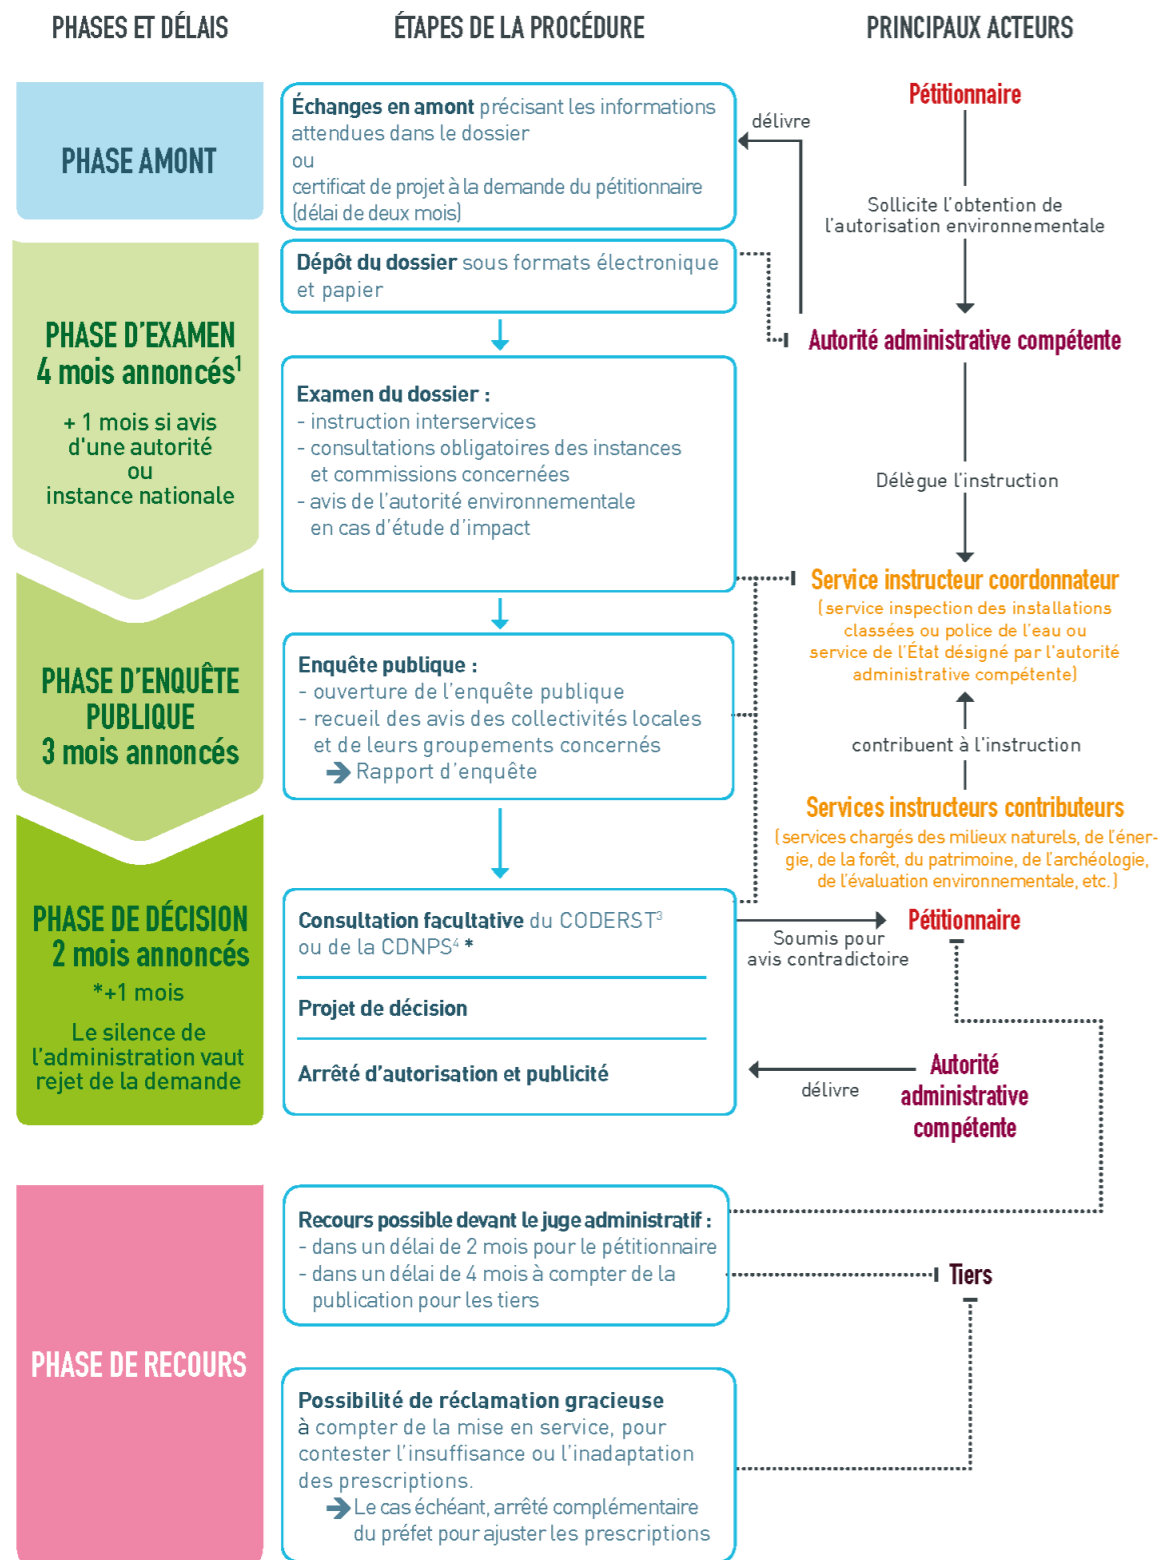 PHASES ET DÉLAIS
ÉTAPES DE LA PROCÉDURE
PRINCIPAUX ACTEURS
PHASE AMONT
Échanges en amont précisant les informations
attendues dans le dossier
ou
certificat de projet à la demande du pétitionnaire
(délai de deux mois)
délivre
Pétitionnaire
Sollicite l'obtention de
l'autorisation environnementale
PHASE D'EXAMEN
4 mois annoncés¹
+ 1 mois si avis
d'une autorité
ou
instance nationale
Dépôt du dossier sous formats électronique
et papier
Autorité administrative compétente
Examen du dossier :
- instruction interservices
- consultations obligatoires des instances
et commissions concernées
- avis de l'autorité environnementale
en cas d'étude d'impact
Délègue l'instruction
Service instructeur coordonnateur
(service inspection des installations
classées ou police de l'eau ou
service de l'État désigné par l'autorité
administrative compétente)
PHASE D'ENQUÊTE
PUBLIQUE
3 mois annoncés
Enquête publique :
- ouverture de l'enquête publique
- recueil des avis des collectivités locales
et de leurs groupements concernés
➔ Rapport d'enquête
contribuent à l'instruction
Services instructeurs contributeurs
(services chargés des milieux naturels, de l'éner-
gie, de la forêt, du patrimoine, de l'archéologie,
de l'évaluation environnementale, etc.)
PHASE DE DÉCISION
2 mois annoncés
*+1 mois
Le silence de
l'administration vaut
rejet de la demande
Consultation facultative du CODERST³
ou de la CDNPS⁴ *
Projet de décision
Arrêté d'autorisation et publicité
Soumis pour
avis contradictoire
Pétitionnaire
délivre
Autorité
administrative
compétente
PHASE DE RECOURS
Recours possible devant le juge administratif :
- dans un délai de 2 mois pour le pétitionnaire
- dans un délai de 4 mois à compter de la
publication pour les tiers
Tiers
Possibilité de réclamation gracieuse
à compter de la mise en service, pour
contester l'insuffisance ou l'inadaptation
des prescriptions.
➔ Le cas échéant, arrêté complémentaire
du préfet pour ajuster les prescriptions